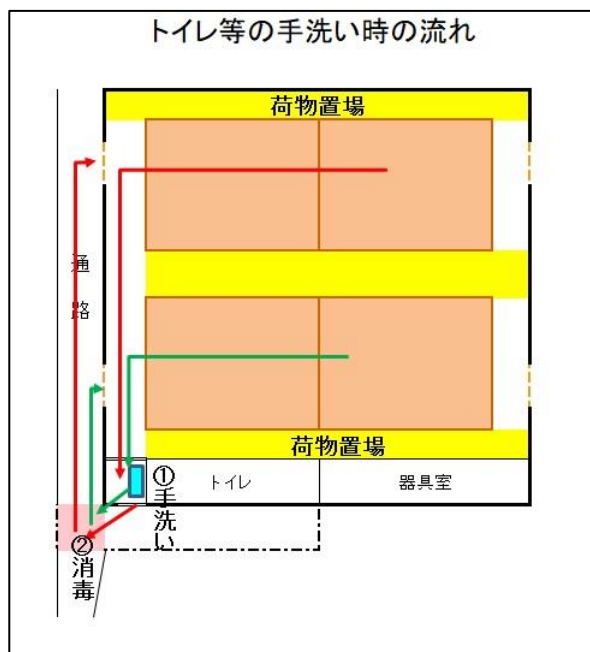 トイレ等の手洗い時の流れ
荷物置場
通路
荷物置場
①手洗い
トイレ
器具室
②消毒